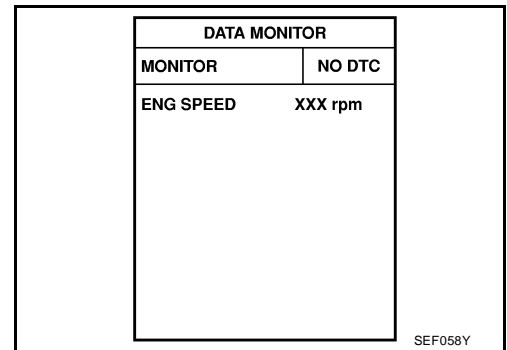 DATA MONITOR
MONITOR NO DTC
ENG SPEED XXX rpm
SEF058Y